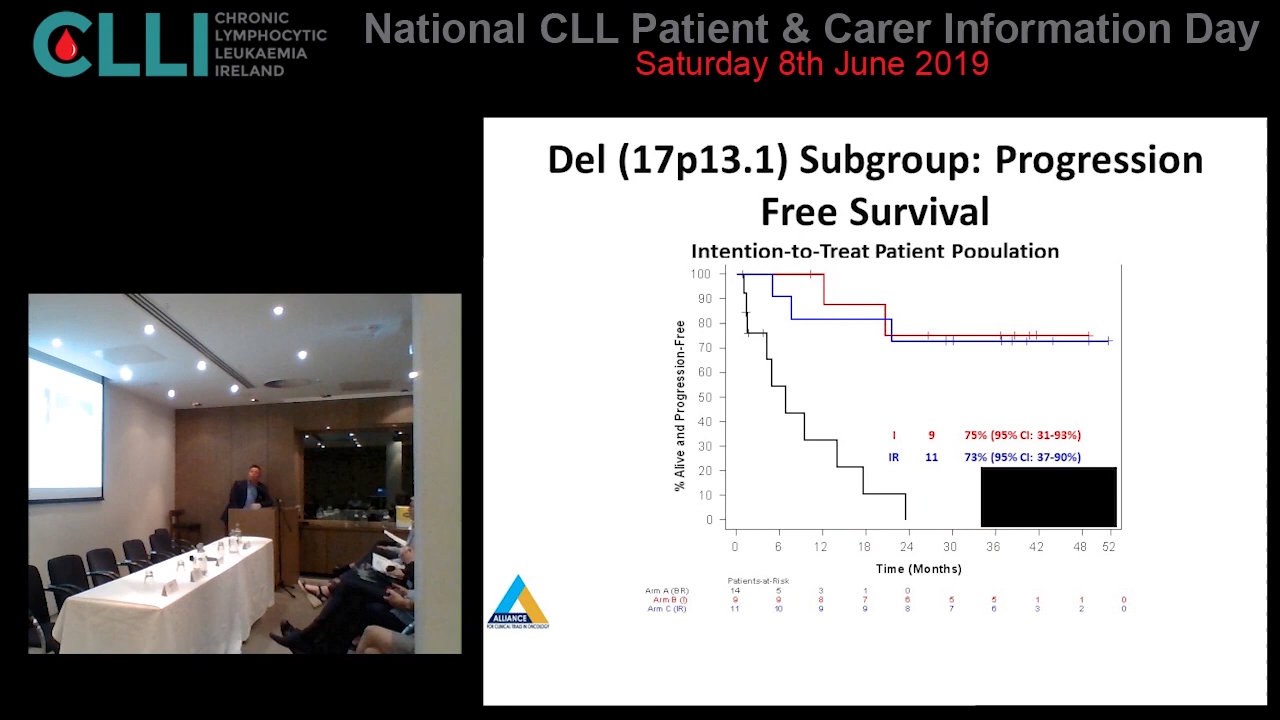 CLLI
CHRONIC
LYMPHOCYTIC
LEUKAEMIA
IRELAND
National CLL Patient & Carer Information Day
Saturday 8th June 2019
Del (17p13.1) Subgroup: Progression
Free Survival
Intention-to-Treat Patient Population
% Alive and Progression-Free
100
90
80
70
60
50
40
30
20
10
0
I 9 75% (95% CI: 31-93%)
IR 11 73% (95% CI: 37-90%)
0 6 12 18 24 30 36 42 48 52
Time (Months)
Patients-at-Risk
Arm A (BR) 14 5 3 1 0
Arm B (I) 9 9 8 7 6 5 5 1 1 0
Arm C (IR) 11 10 9 9 8 7 6 3 2 0
ALLIANCE
FOR CLINICAL TRIALS IN ONCOLOGY